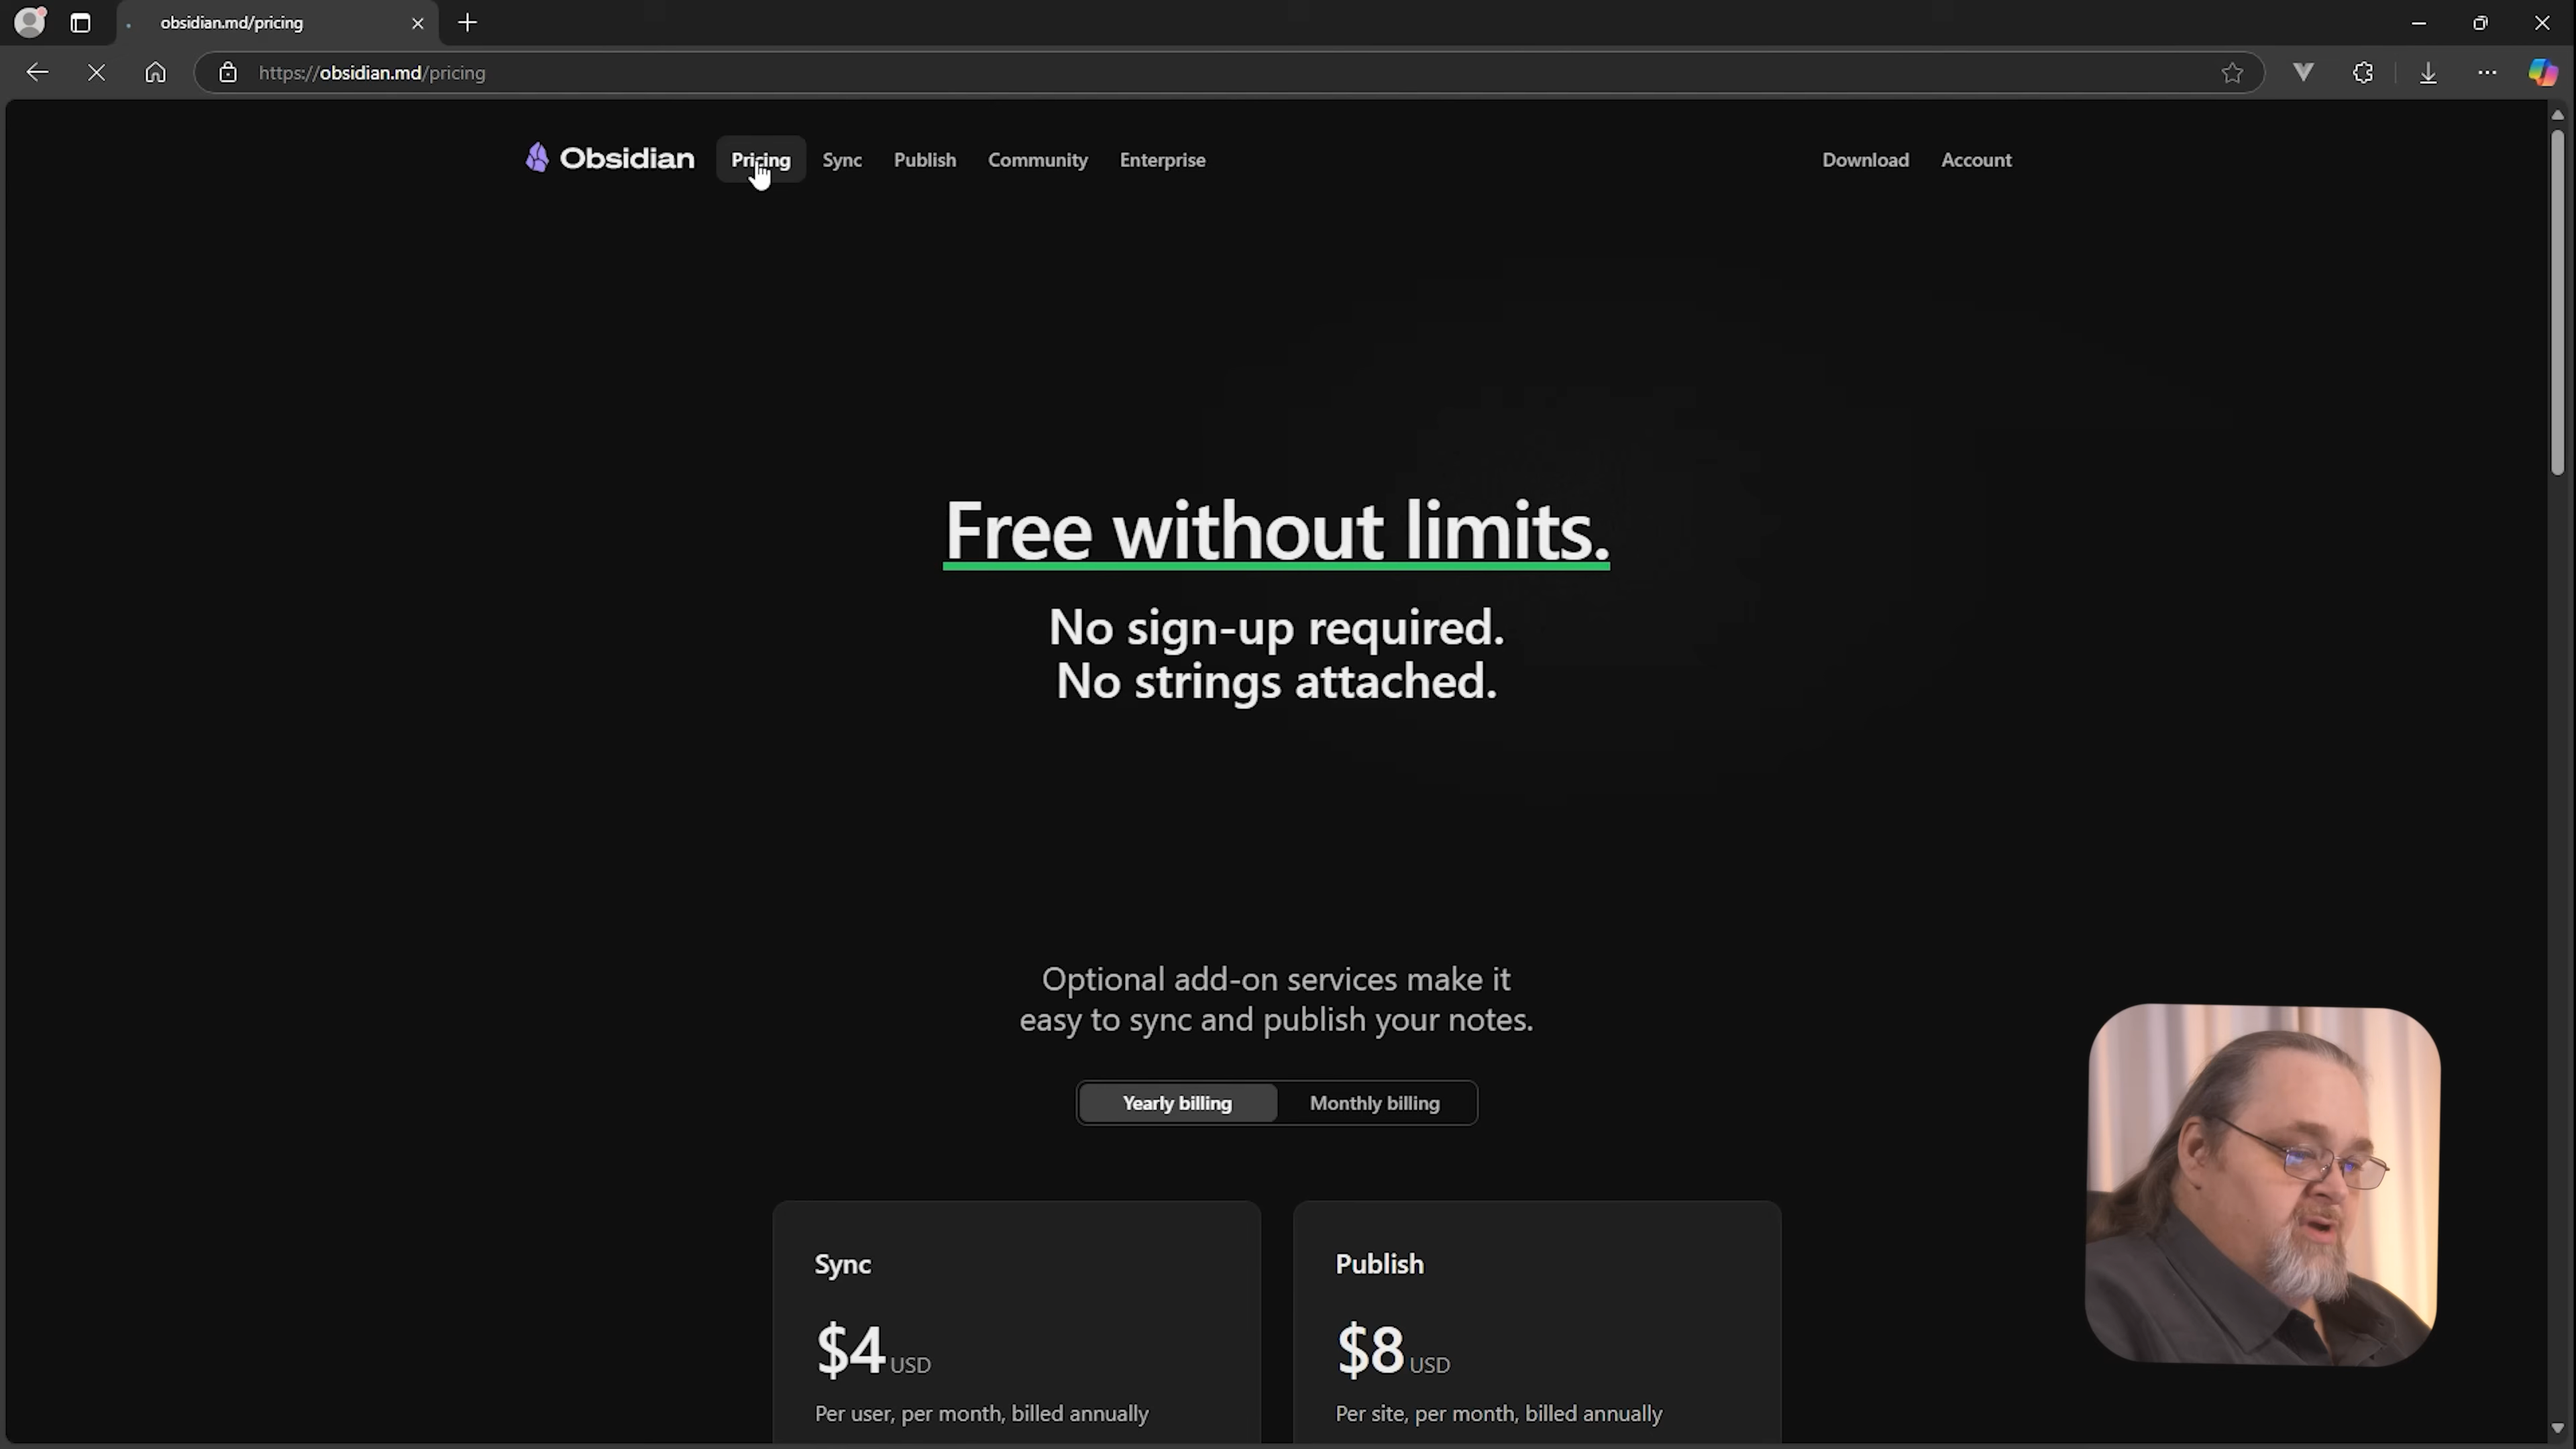 obsidian.md/pricing
https://obsidian.md/pricing
Obsidian Pricing Sync Publish Community Enterprise Download Account
Free without limits.
No sign-up required.
No strings attached.
Optional add-on services make it
easy to sync and publish your notes.
Yearly billing Monthly billing
Sync
$4 USD
Per user, per month, billed annually
Publish
$8 USD
Per site, per month, billed annually